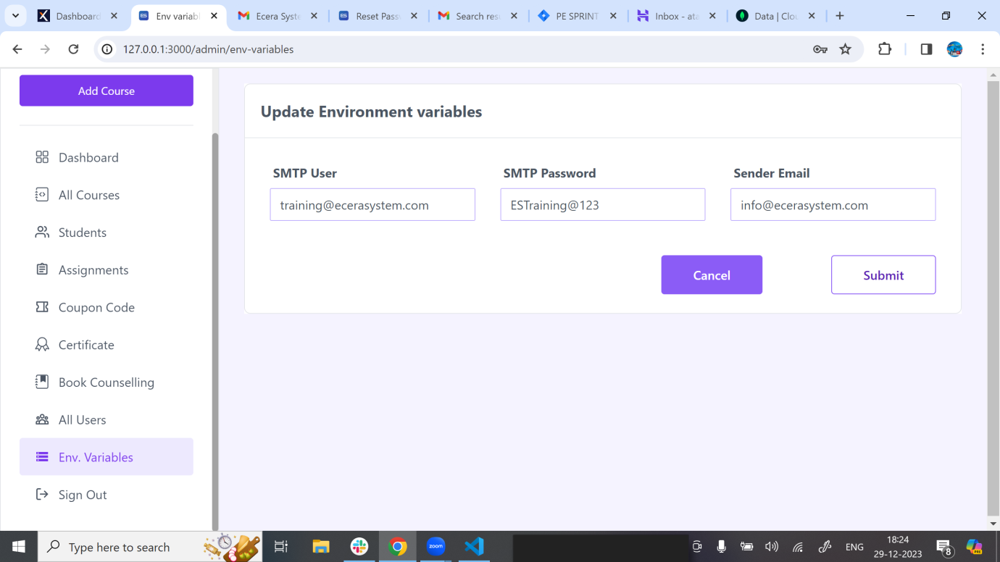 Dashboard
Env variabl
Ecera Syste
Reset Pass
Search resu
PE SPRINT
Inbox - ata
Data | Clou
127.0.0.1:3000/admin/env-variables
Add Course
Dashboard
All Courses
Students
Assignments
Coupon Code
Certificate
Book Counselling
All Users
Env. Variables
Sign Out
Update Environment variables
SMTP User
SMTP Password
Sender Email
training@ecerasystem.com
ESTraining@123
info@ecerasystem.com
Cancel
Submit
Type here to search
zoom
ENG
18:24
29-12-2023
8
PRE